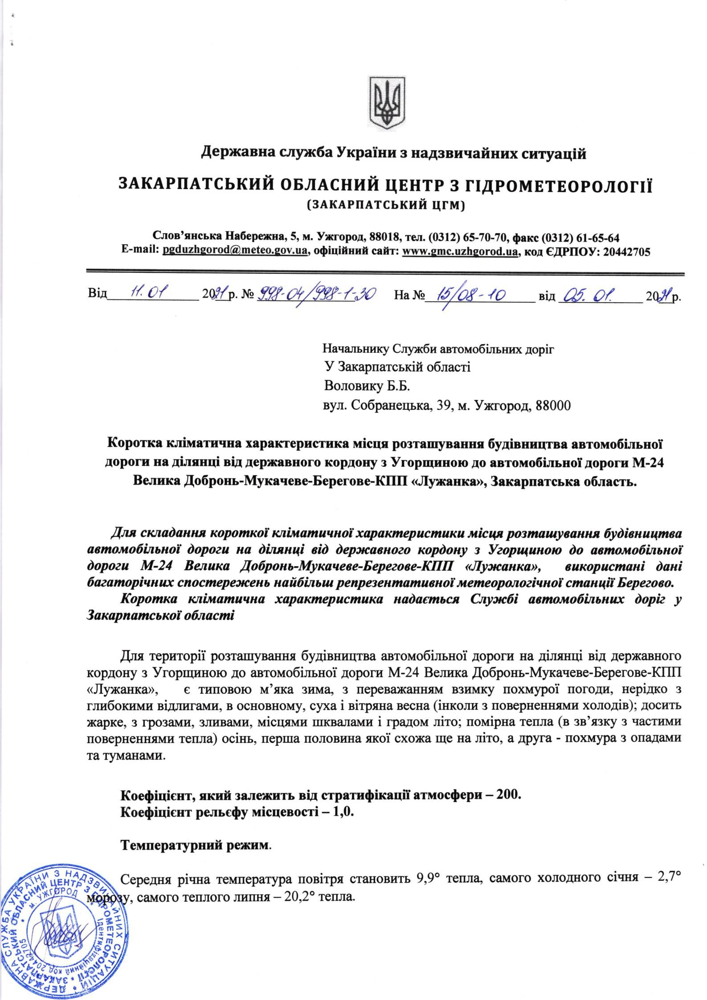 Державна служба України з надзвичайних ситуацій
ЗАКАРПАТСЬКИЙ ОБЛАСНИЙ ЦЕНТР З ГІДРОМЕТЕОРОЛОГІЇ
(ЗАКАРПАТСЬКИЙ ЦГМ)
Слов’янська Набережна, 5, м. Ужгород, 88018, тел. (0312) 65-70-70, факс (0312) 61-65-64
E-mail: pgduzhgorod@meteo.gov.ua, офіційний сайт: www.gmc.uzhgorod.ua, код ЄДРПОУ: 20442705
Від 11.01 2021 р. № 998-04/998-1-30 На № 15/08-10 від 05.01. 2021 р.
Начальнику Служби автомобільних доріг
У Закарпатській області
Воловику Б.Б.
вул. Собранецька, 39, м. Ужгород, 88000
Коротка кліматична характеристика місця розташування будівництва автомобільної
дороги на ділянці від державного кордону з Угорщиною до автомобільної дороги М-24
Велика Добронь-Мукачеве-Берегове-КПП «Лужанка», Закарпатська область.
Для складання короткої кліматичної характеристики місця розташування будівництва
автомобільної дороги на ділянці від державного кордону з Угорщиною до автомобільної
дороги М-24 Велика Добронь-Мукачеве-Берегове-КПП «Лужанка», використані дані
багаторічних спостережень найбільш репрезентативної метеорологічної станції Берегово.
Коротка кліматична характеристика надається Службі автомобільних доріг у
Закарпатської області
Для території розташування будівництва автомобільної дороги на ділянці від державного
кордону з Угорщиною до автомобільної дороги М-24 Велика Добронь-Мукачеве-Берегове-КПП
«Лужанка», є типовою м’яка зима, з переважанням взимку похмурої погоди, нерідко з
глибокими відлигами, в основному, суха і вітряна весна (інколи з поверненнями холодів); досить
жарке, з грозами, зливами, місцями шквалами і градом літо; помірна тепла (в зв’язку з частими
поверненнями тепла) осінь, перша половина якої схожа ще на літо, а друга - похмура з опадами
та туманами.
Коефіцієнт, який залежить від стратифікації атмосфери – 200.
Коефіцієнт рельєфу місцевості – 1,0.
Температурний режим.
Середня річна температура повітря становить 9,9° тепла, самого холодного січня – 2,7°
морозу, самого теплого липня – 20,2° тепла.
ДЕРЖАВНА СЛУЖБА УКРАЇНИ З НАДЗВИЧАЙНИХ СИТУАЦІЙ
ЗАКАРПАТСЬКИЙ ОБЛАСНИЙ ЦЕНТР З ГІДРОМЕТЕОРОЛОГІЇ
м. УЖГОРОД
Ідентифікаційний код 20442705